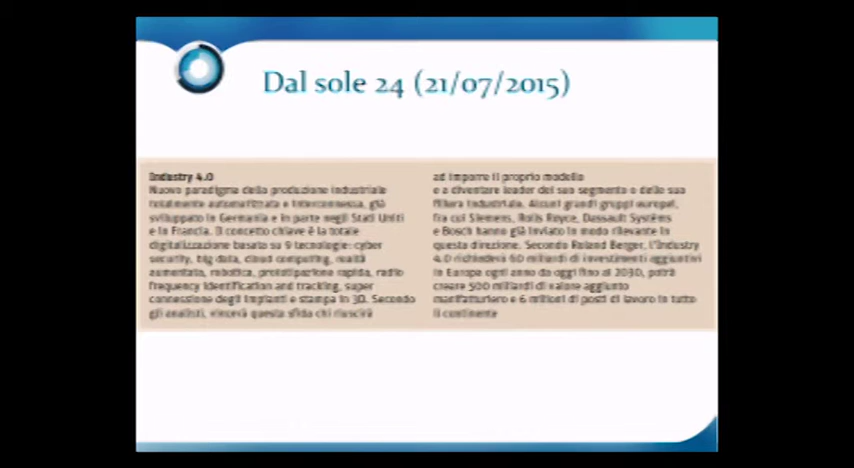 Dal sole 24 (21/07/2015)
Industry 4.0
Nuovo paradigma della produzione industriale
totalmente automatizzata e interconnessa, già
sviluppato in Germania e in parte negli Stati Uniti
e in Francia. Il concetto chiave è la totale
digitalizzazione basata su 9 tecnologie: cyber
security, big data, cloud computing, realtà
aumentata, robotica, prototipazione rapida, radio
frequency identification and tracking, super
connessione degli impianti e stampa in 3D. Secondo
gli analisti, vincerà questa sfida chi riuscirà
ad imporre il proprio modello
e a diventare leader del suo segmento o della sua
filiera industriale. Alcuni grandi gruppi europei,
fra cui Siemens, Rolls Royce, Dassault Systèms
e Bosch hanno già inviato in modo rilevante in
questa direzione. Secondo Roland Berger, l'Industry
4.0 richiederà 60 miliardi di investimenti aggiuntivi
in Europa ogni anno da oggi fino al 2030, potrà
creare 500 miliardi di valore aggiunto
manifatturiero e 6 milioni di posti di lavoro in tutto
il continente